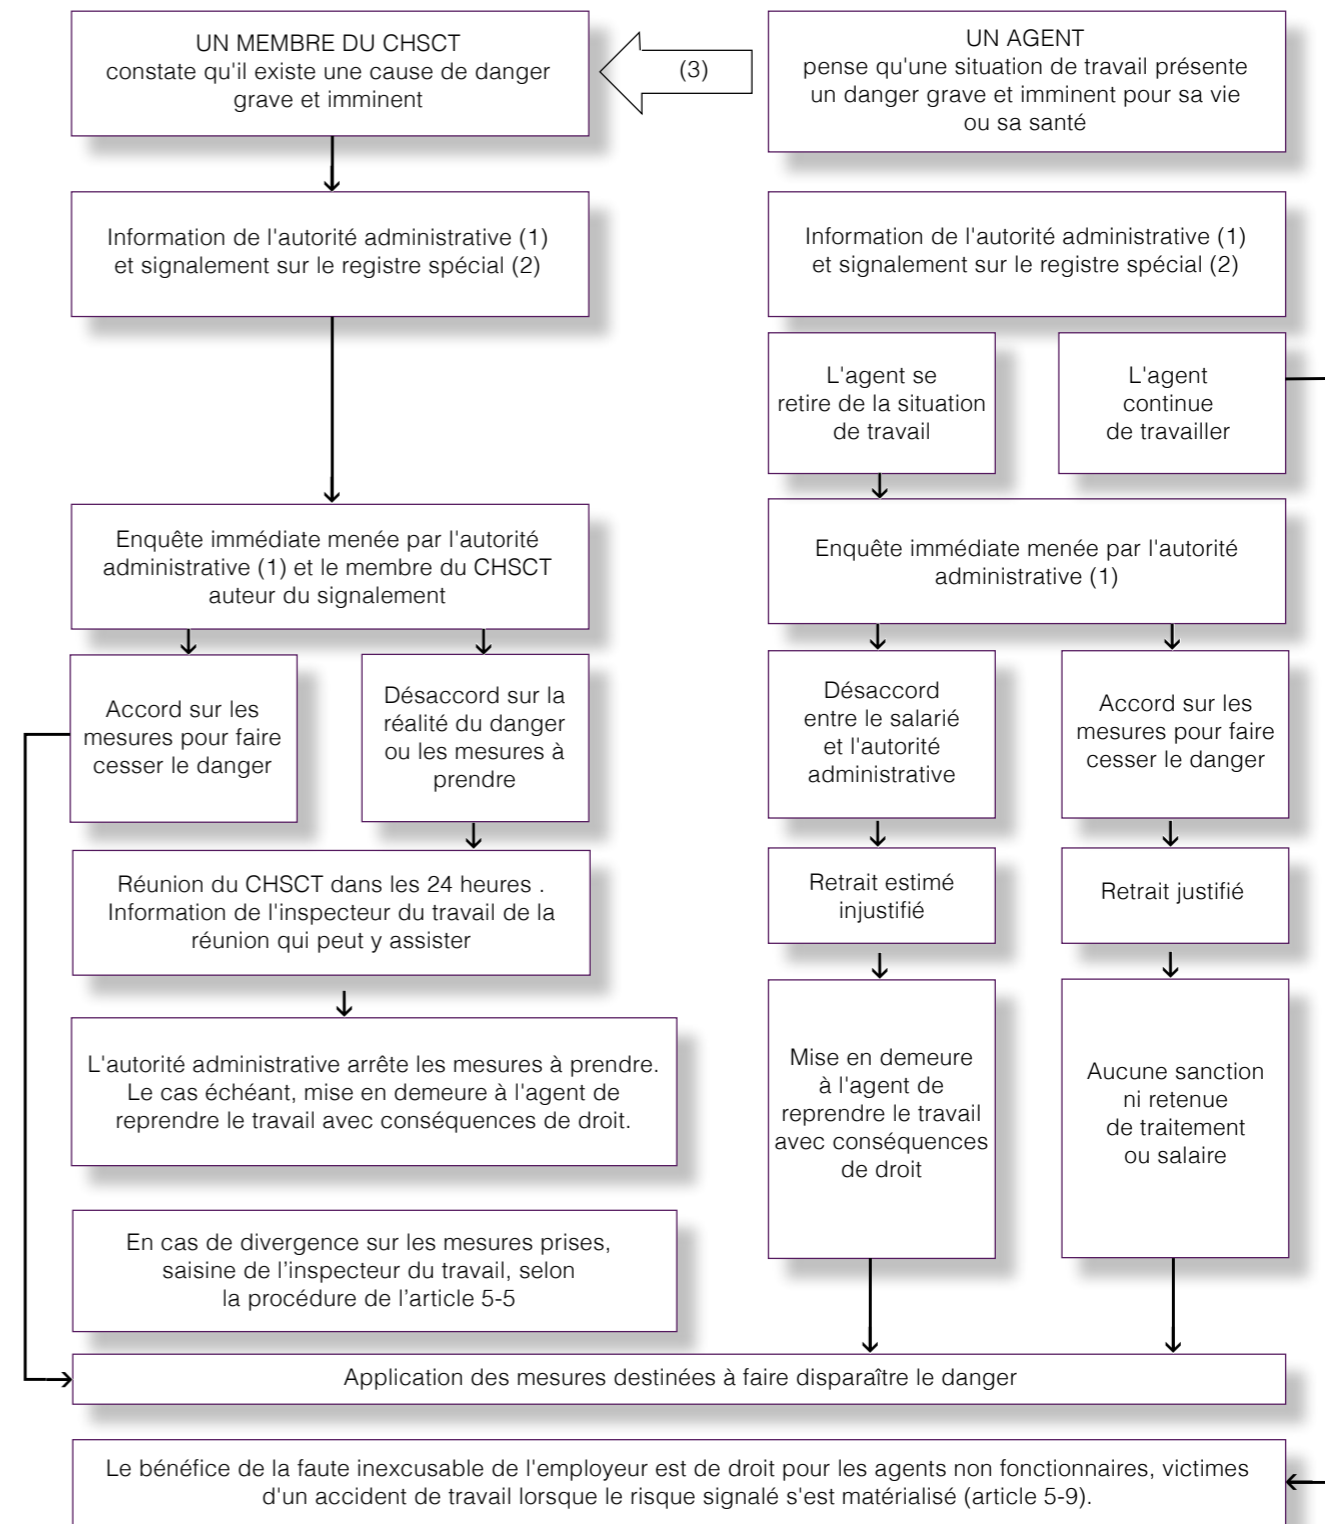 UN MEMBRE DU CHSCT
constate qu'il existe une cause de danger
grave et imminent
(3)
UN AGENT
pense qu'une situation de travail présente
un danger grave et imminent pour sa vie
ou sa santé
Information de l'autorité administrative (1)
et signalement sur le registre spécial (2)
Information de l'autorité administrative (1)
et signalement sur le registre spécial (2)
L'agent se
retire de la situation
de travail
L'agent
continue
de travailler
Enquête immédiate menée par l'autorité
administrative (1) et le membre du CHSCT
auteur du signalement
Enquête immédiate menée par l'autorité
administrative (1)
Accord sur les
mesures pour faire
cesser le danger
Désaccord sur la
réalité du danger
ou les mesures à
prendre
Désaccord
entre le salarié
et l'autorité
administrative
Accord sur les
mesures pour faire
cesser le danger
Réunion du CHSCT dans les 24 heures .
Information de l'inspecteur du travail de la
réunion qui peut y assister
Retrait estimé
injustifié
Retrait justifié
L'autorité administrative arrête les mesures à prendre.
Le cas échéant, mise en demeure à l'agent de
reprendre le travail avec conséquences de droit.
Mise en demeure
à l'agent de
reprendre le travail
avec conséquences
de droit
Aucune sanction
ni retenue
de traitement
ou salaire
En cas de divergence sur les mesures prises,
saisine de l’inspecteur du travail, selon
la procédure de l’article 5-5
Application des mesures destinées à faire disparaître le danger
Le bénéfice de la faute inexcusable de l'employeur est de droit pour les agents non fonctionnaires, victimes
d'un accident de travail lorsque le risque signalé s'est matérialisé (article 5-9).